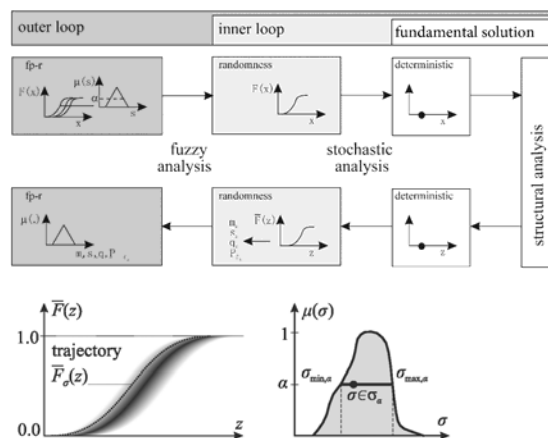 outer loop
inner loop
fundamental solution
fp-r
randomness
deterministic
F(x)
μ(s)
α
x
s
F(x)
x
x
fuzzy
analysis
stochastic
analysis
structural analysis
fp-r
randomness
deterministic
μ(.)
F̅(z)
z
z
F̅(z)
1.0
trajectory
F̅σ(z)
0.0
z
μ(σ)
1
σmin,α
σmax,α
α
σ∈σα
σ